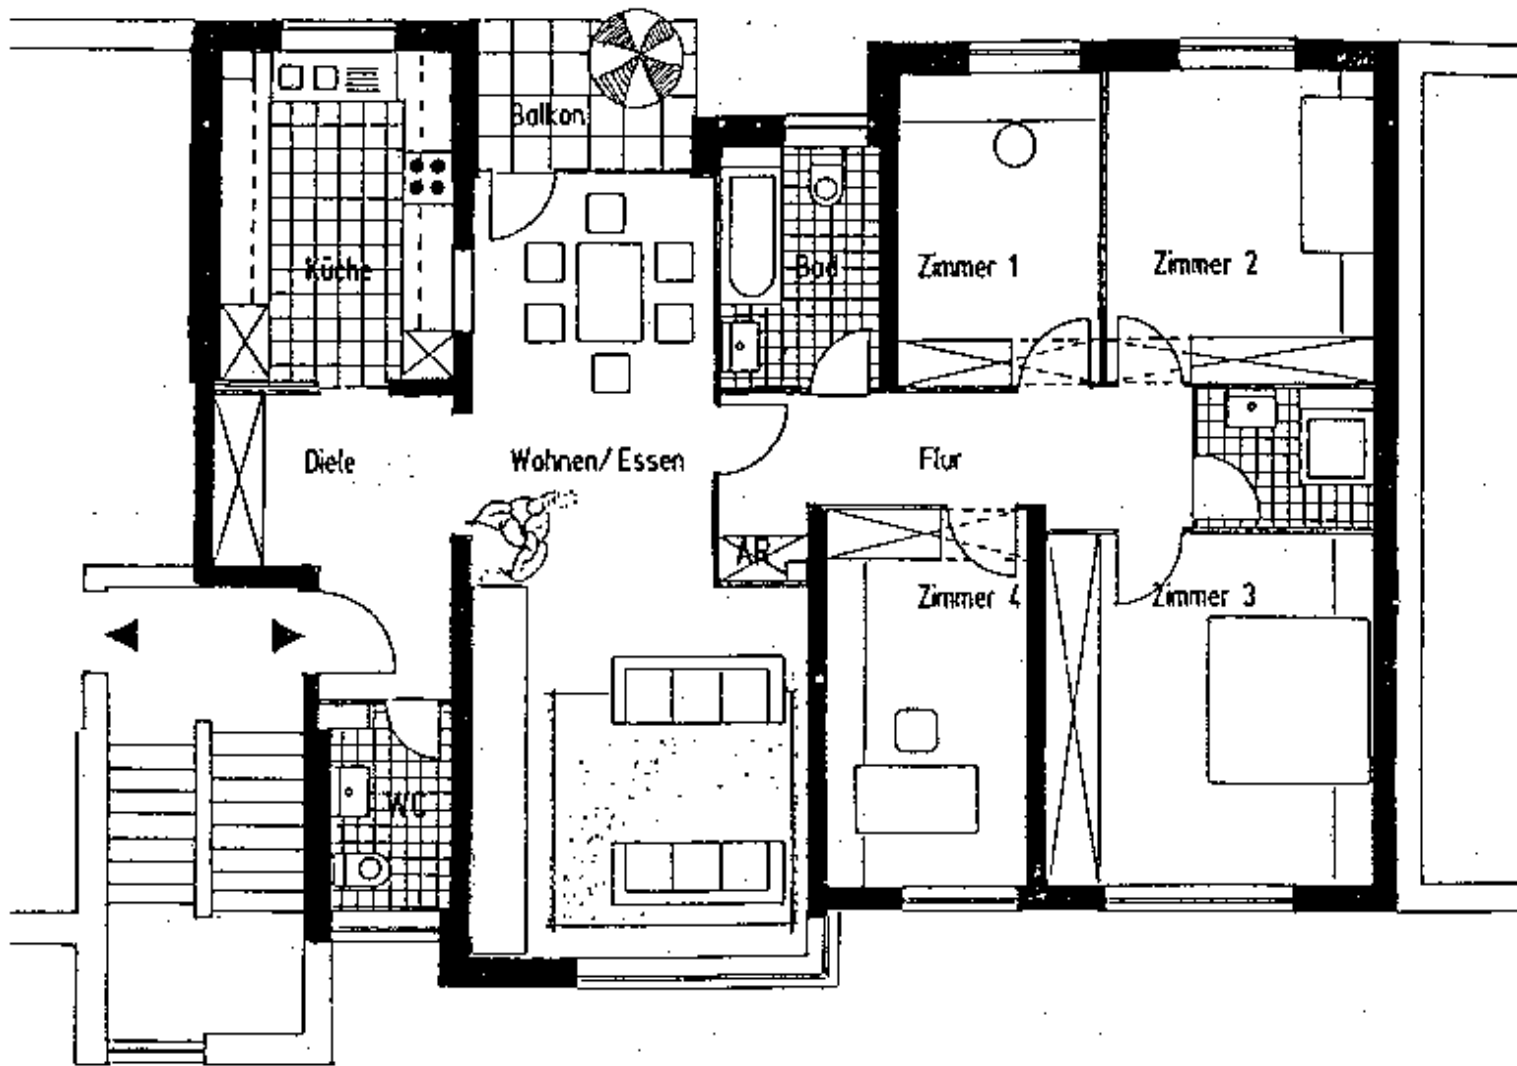 Balkon
Küche
Bad
Zimmer 1
Zimmer 2
Diele
Wohnen/Essen
Flur
AR
Zimmer 4
Zimmer 3
WC